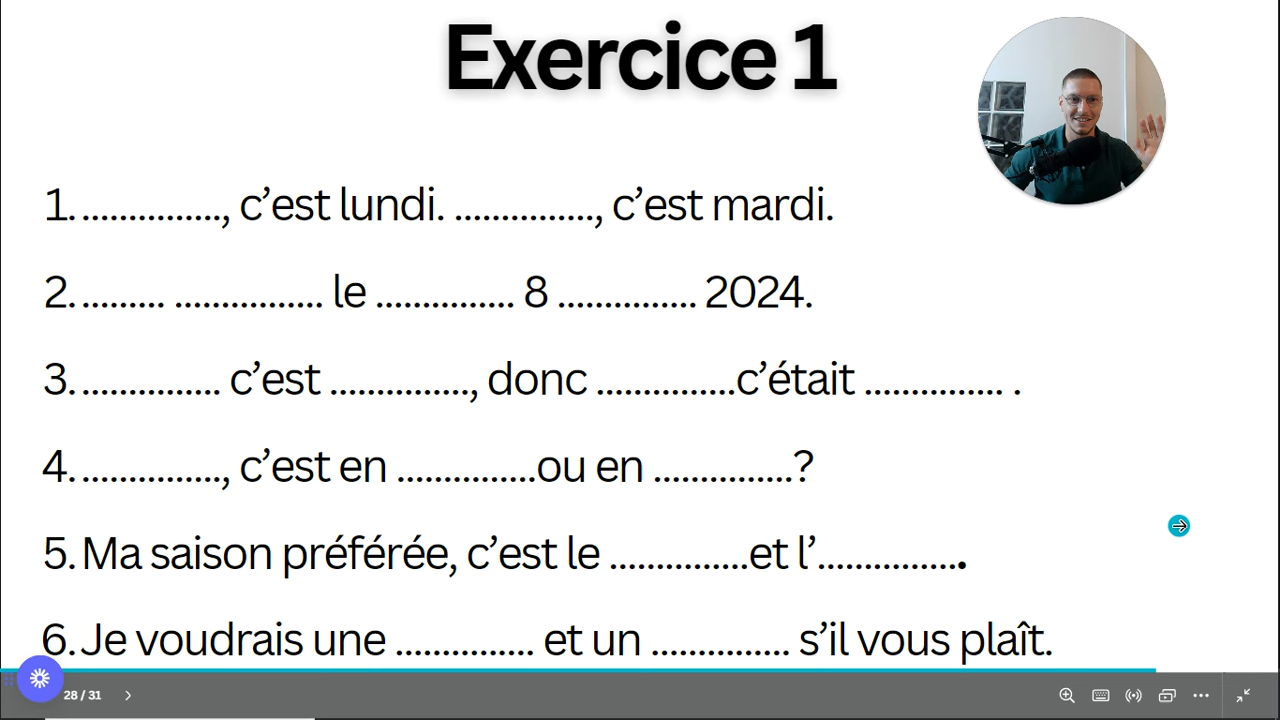 Exercice 1
1. ..............., c’est lundi. ..............., c’est mardi.
2. ......... ................ le ............... 8 ............... 2024.
3. ............... c’est ..............., donc ...............c’était ............... .
4. ..............., c’est en ...............ou en ...............?
5. Ma saison préférée, c’est le ...............et l’................
6. Je voudrais une ............... et un ............... s’il vous plaît.
28 / 31